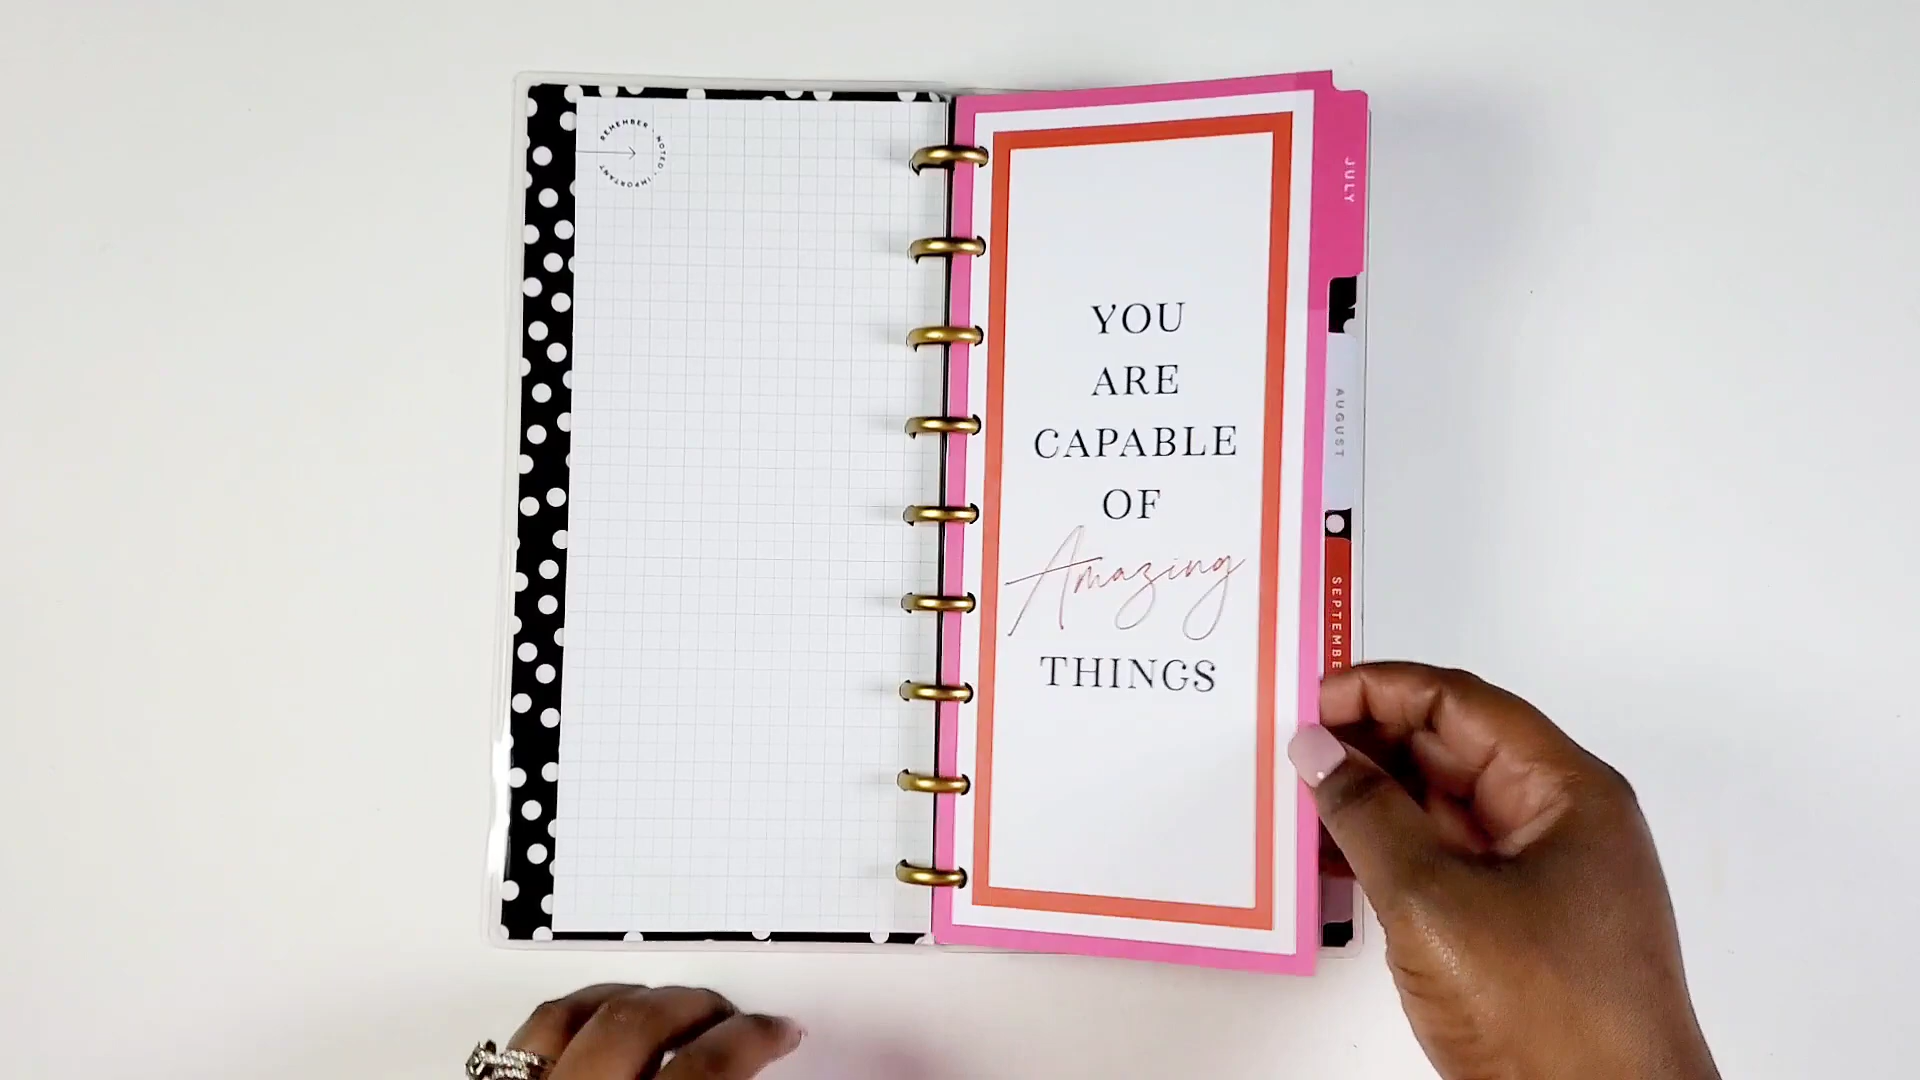 REMEMBER • NOTED • IMPORTANT
YOU
ARE
CAPABLE
OF
Amazing
THINGS
JULY
AUGUST
SEPTEMBE